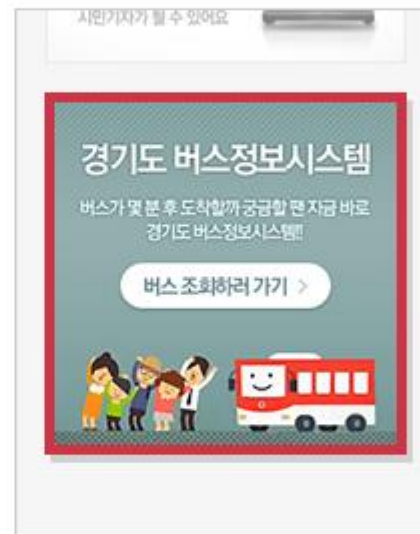 시민기자가 될 수 있어요
경기도 버스정보시스템
버스가 몇 분 후 도착할까 궁금할 땐 지금 바로
경기도 버스정보시스템!!
버스 조회하러 가기 >